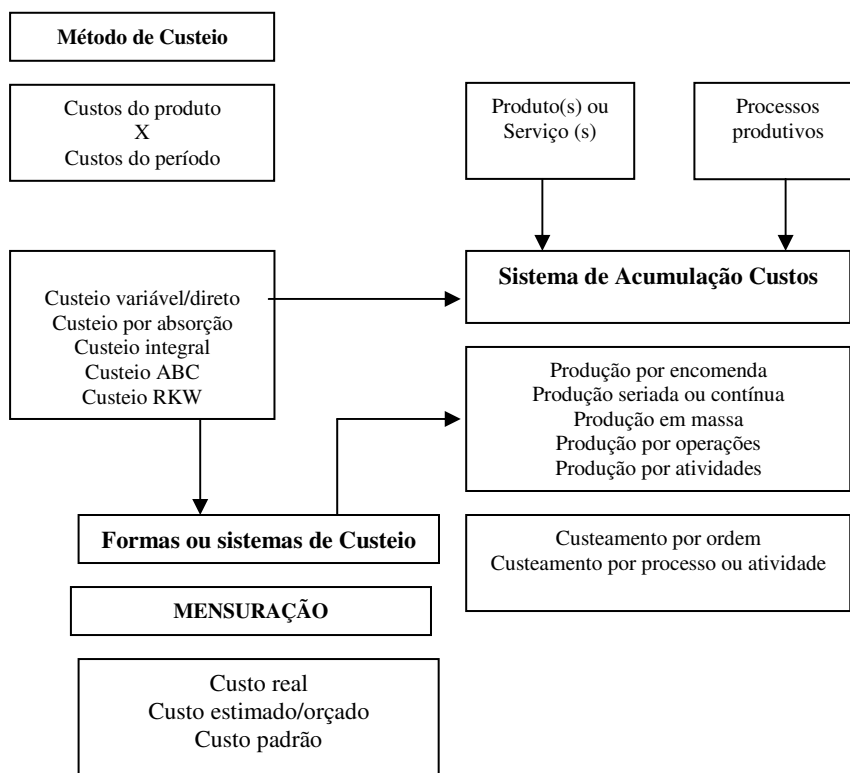 Método de Custeio
Custos do produto
X
Custos do período
Produto(s) ou
Serviço (s)
Processos
produtivos
Custeio variável/direto
Custeio por absorção
Custeio integral
Custeio ABC
Custeio RKW
Sistema de Acumulação Custos
Produção por encomenda
Produção seriada ou contínua
Produção em massa
Produção por operações
Produção por atividades
Formas ou sistemas de Custeio
Custeamento por ordem
Custeamento por processo ou atividade
MENSURAÇÃO
Custo real
Custo estimado/orçado
Custo padrão